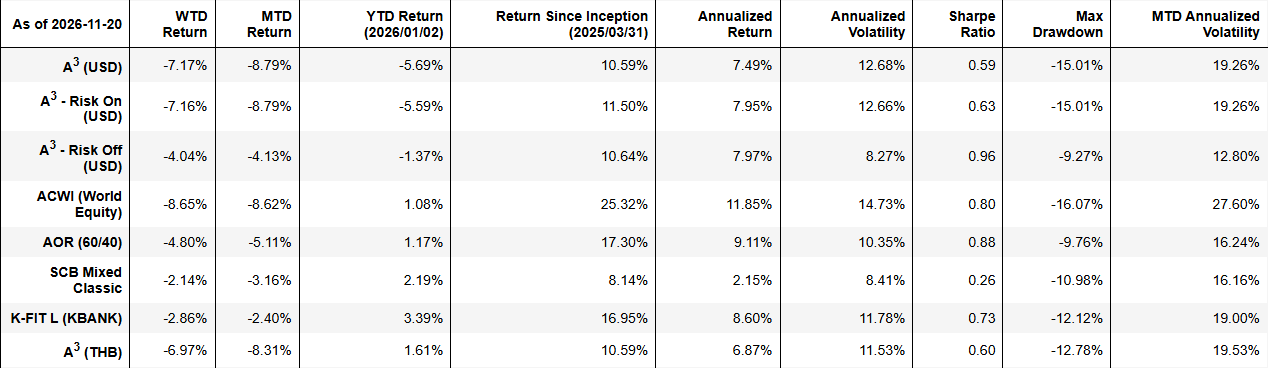 As of 2026-11-20 WTD Return MTD Return YTD Return (2026/01/02) Return Since Inception (2025/03/31) Annualized Return Annualized Volatility Sharpe Ratio Max Drawdown MTD Annualized Volatility
A3 (USD) -7.17% -8.79% -5.69% 10.59% 7.49% 12.68% 0.59 -15.01% 19.26%
A3 - Risk On (USD) -7.16% -8.79% -5.59% 11.50% 7.95% 12.66% 0.63 -15.01% 19.26%
A3 - Risk Off (USD) -4.04% -4.13% -1.37% 10.64% 7.97% 8.27% 0.96 -9.27% 12.80%
ACWI (World Equity) -8.65% -8.62% 1.08% 25.32% 11.85% 14.73% 0.80 -16.07% 27.60%
AOR (60/40) -4.80% -5.11% 1.17% 17.30% 9.11% 10.35% 0.88 -9.76% 16.24%
SCB Mixed Classic -2.14% -3.16% 2.19% 8.14% 2.15% 8.41% 0.26 -10.98% 16.16%
K-FIT L (KBANK) -2.86% -2.40% 3.39% 16.95% 8.60% 11.78% 0.73 -12.12% 19.00%
A3 (THB) -6.97% -8.31% 1.61% 10.59% 6.87% 11.53% 0.60 -12.78% 19.53%